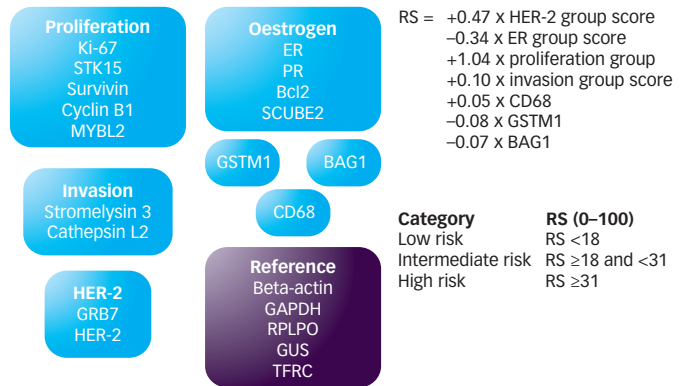 Proliferation
Ki-67
STK15
Survivin
Cyclin B1
MYBL2
Oestrogen
ER
PR
Bcl2
SCUBE2
GSTM1
BAG1
CD68
Invasion
Stromelysin 3
Cathepsin L2
HER-2
GRB7
HER-2
Reference
Beta-actin
GAPDH
RPLPO
GUS
TFRC
RS = +0.47 x HER-2 group score
–0.34 x ER group score
+1.04 x proliferation group
+0.10 x invasion group score
+0.05 x CD68
–0.08 x GSTM1
–0.07 x BAG1
Category RS (0–100)
Low risk RS <18
Intermediate risk RS ≥18 and <31
High risk RS ≥31